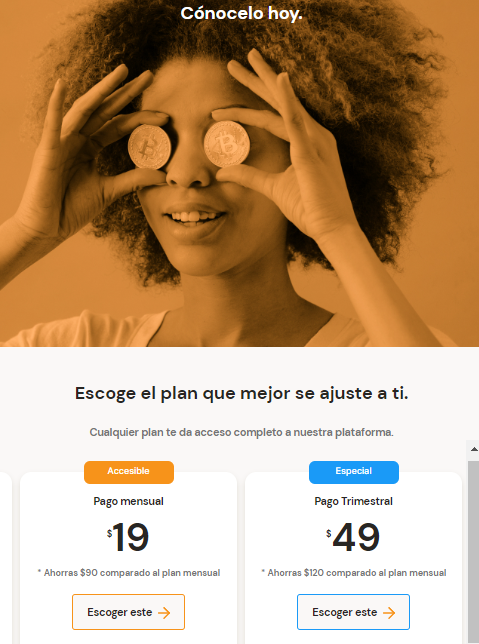 Cónocelo hoy.
Escoge el plan que mejor se ajuste a ti.
Cualquier plan te da acceso completo a nuestra plataforma.
Accesible
Pago mensual
$19
* Ahorras $90 comparado al plan mensual
Escoger este
Especial
Pago Trimestral
$49
* Ahorras $120 comparado al plan mensual
Escoger este